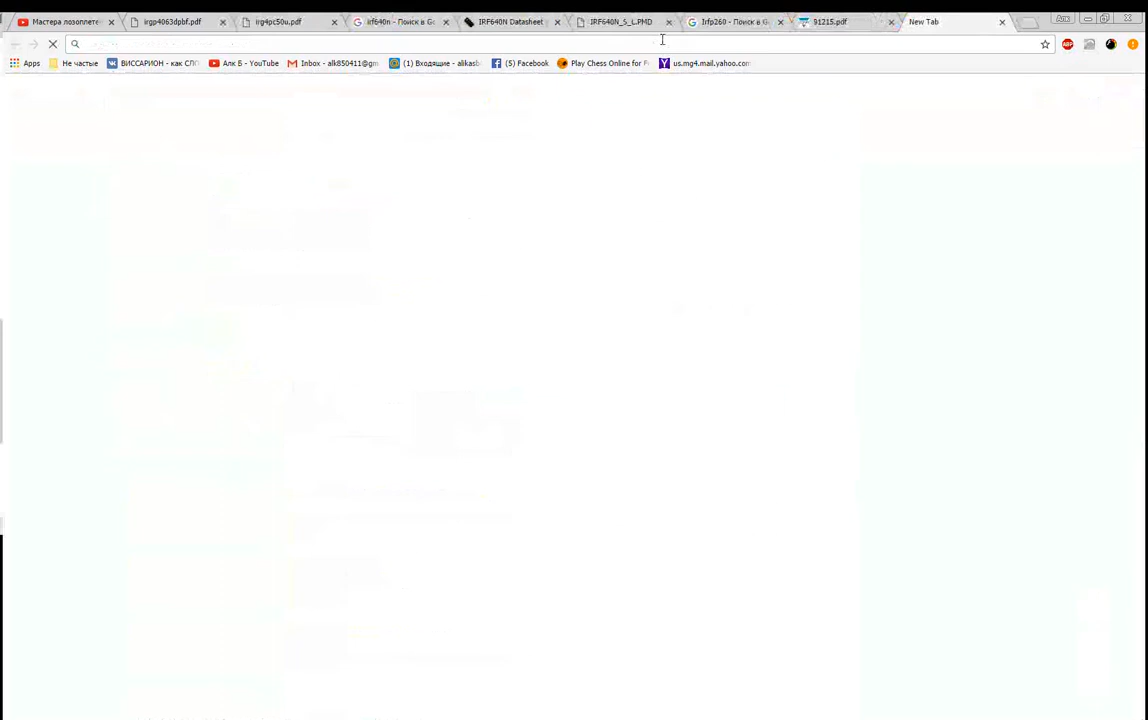 Мастера лозоплете irgp4063dpbf.pdf irg4pc50u.pdf irf640n - Поиск в Go IRF640N Datasheet IRF640N_S_L.PMD Irfp260 - Поиск в G 91215.pdf New Tab Алк
Apps Не частые ВИССАРИОН - как СЛО Алк Б - YouTube Inbox - alk850411@gm (1) Входящие - alikasb (5) Facebook Play Chess Online for F us.mg4.mail.yahoo.com